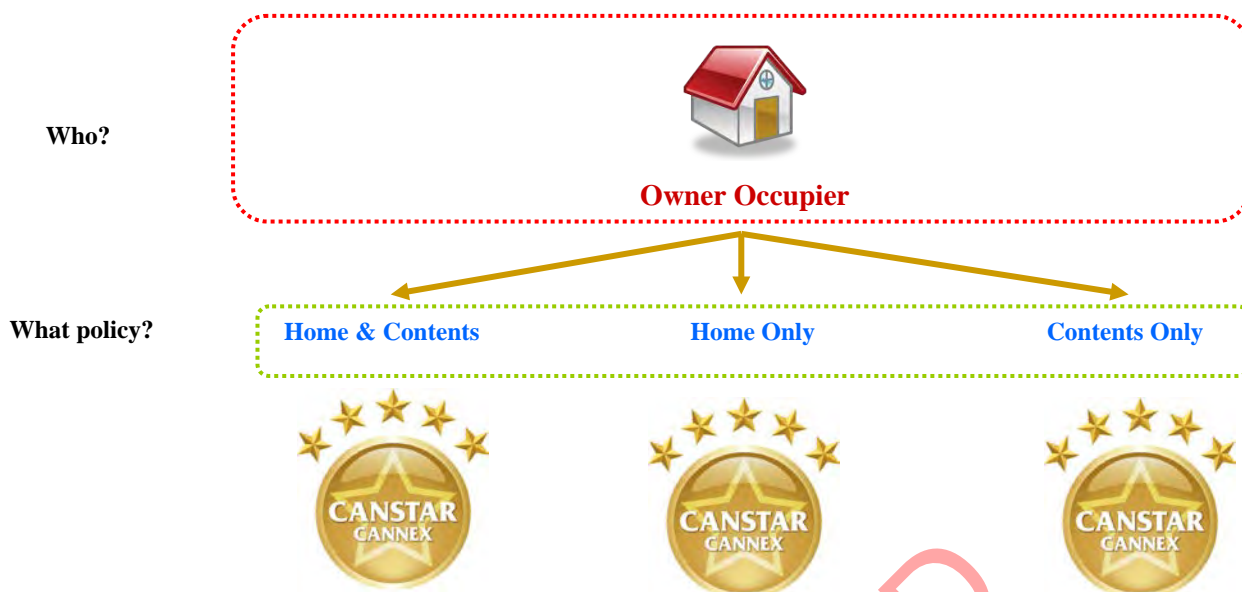 Who?
Owner Occupier
What policy?
Home & Contents
Home Only
Contents Only
CANSTAR
CANNEX
CANSTAR
CANNEX
CANSTAR
CANNEX